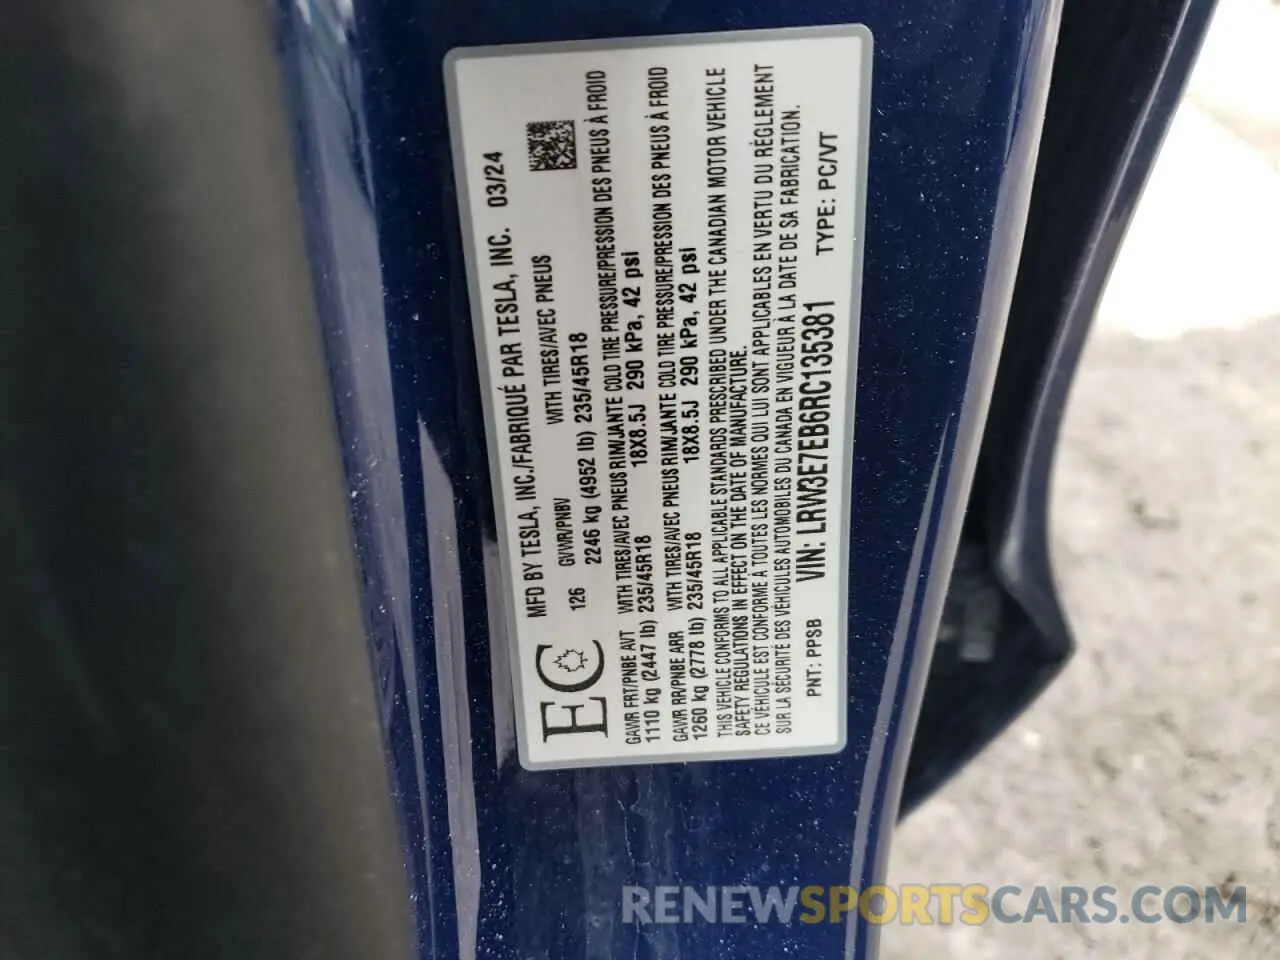 MFD BY TESLA, INC./FABRIQUÉ PAR TESLA, INC. 03/24
126 GVWR/PNBV WITH TIRES/AVEC PNEUS
2246 kg (4952 lb) 235/45R18
EC
GAWR FRT/PNBE AVT WITH TIRES/AVEC PNEUS RIM/JANTE COLD TIRE PRESSURE/PRESSION DES PNEUS À FROID
1110 kg (2447 lb) 235/45R18 18X8.5J 290 kPa, 42 psi
GAWR RR/PNBE ARR WITH TIRES/AVEC PNEUS RIM/JANTE COLD TIRE PRESSURE/PRESSION DES PNEUS À FROID
1260 kg (2778 lb) 235/45R18 18X8.5J 290 kPa, 42 psi
THIS VEHICLE CONFORMS TO ALL APPLICABLE STANDARDS PRESCRIBED UNDER THE CANADIAN MOTOR VEHICLE
SAFETY REGULATIONS IN EFFECT ON THE DATE OF MANUFACTURE.
CE VÉHICULE EST CONFORME À TOUTES LES NORMES QUI LUI SONT APPLICABLES EN VERTU DU RÈGLEMENT
SUR LA SÉCURITÉ DES VÉHICULES AUTOMOBILES DU CANADA EN VIGUEUR À LA DATE DE SA FABRICATION.
PNT: PPSB VIN: LRW3E7EB6RC135381 TYPE: PC/VT
RENEWSPORTSCARS.COM